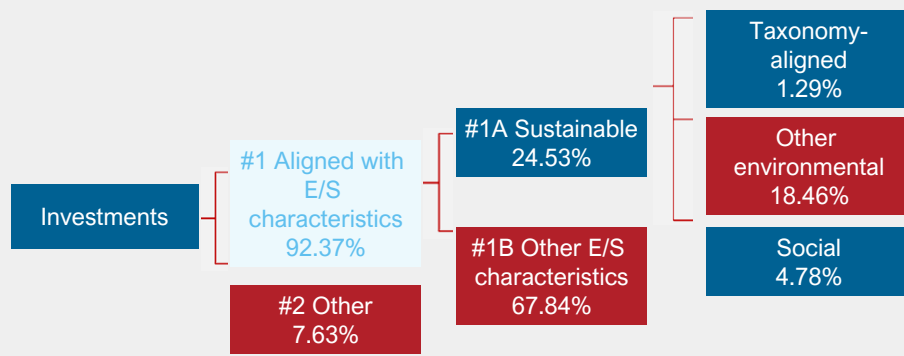 Investments
#1 Aligned with
E/S
characteristics
92.37%
#2 Other
7.63%
#1A Sustainable
24.53%
#1B Other E/S
characteristics
67.84%
Taxonomy-
aligned
1.29%
Other
environmental
18.46%
Social
4.78%